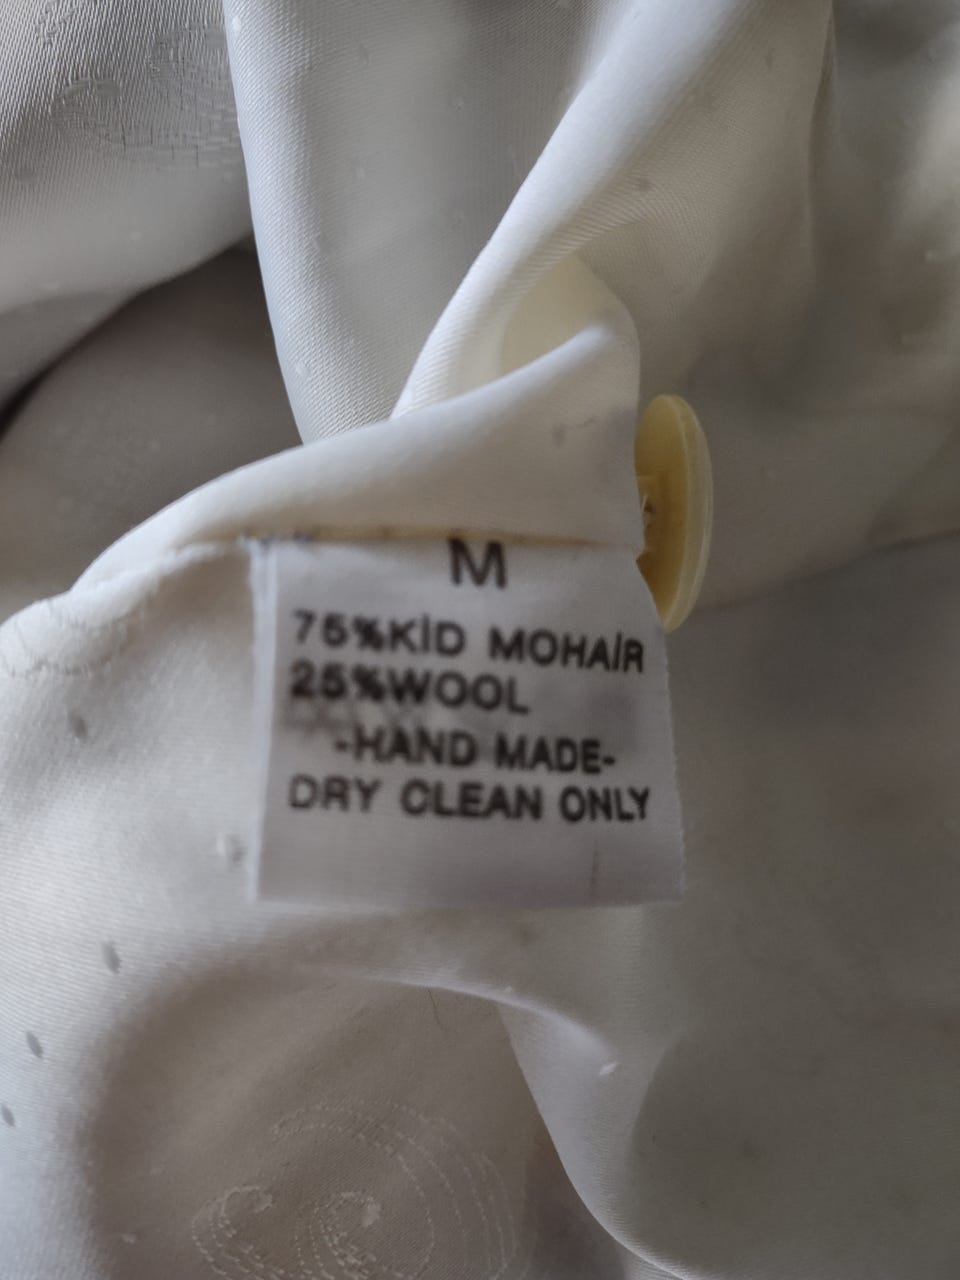 M
75%KİD MOHAİR
25%WOOL
-HAND MADE-
DRY CLEAN ONLY